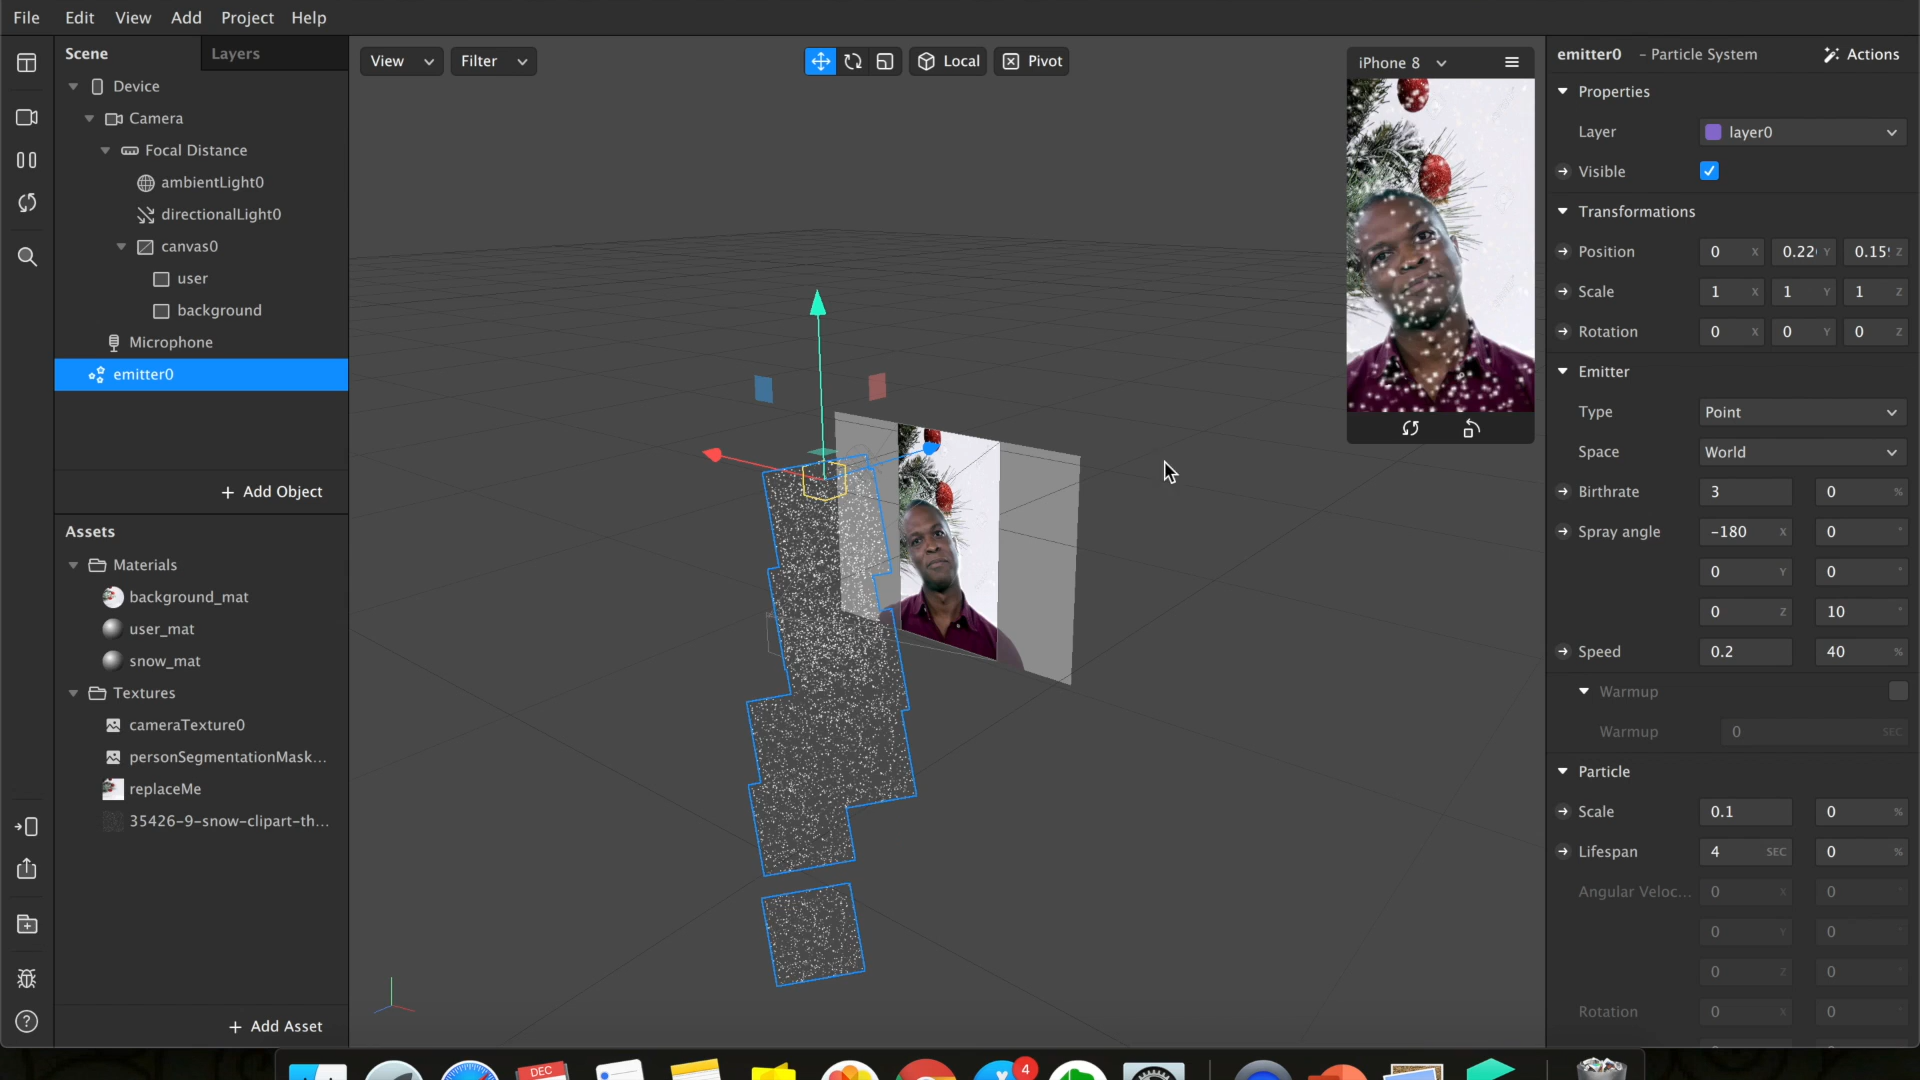 File Edit View Add Project Help
Scene Layers
Device
Camera
Focal Distance
ambientLight0
directionalLight0
canvas0
user
background
Microphone
emitter0
+ Add Object
Assets
Materials
background_mat
user_mat
snow_mat
Textures
cameraTexture0
personSegmentationMask...
replaceMe
35426-9-snow-clipart-th...
+ Add Asset
View Filter Local Pivot
iPhone 8
emitter0 - Particle System Actions
Properties
Layer layer0
Visible
Transformations
Position 0 X 0.22 Y 0.15 Z
Scale 1 X 1 Y 1 Z
Rotation 0 X 0 Y 0 Z
Emitter
Type Point
Space World
Birthrate 3 0 %
Spray angle -180 X 0 °
0 Y 0 °
0 Z 10 °
Speed 0.2 40 %
Warmup
Warmup 0 SEC
Particle
Scale 0.1 0 %
Lifespan 4 SEC 0 %
Angular Veloc... 0 X 0 °
0 Y 0 °
0 Z 0 °
Rotation 0 X 0 °
DEC
4